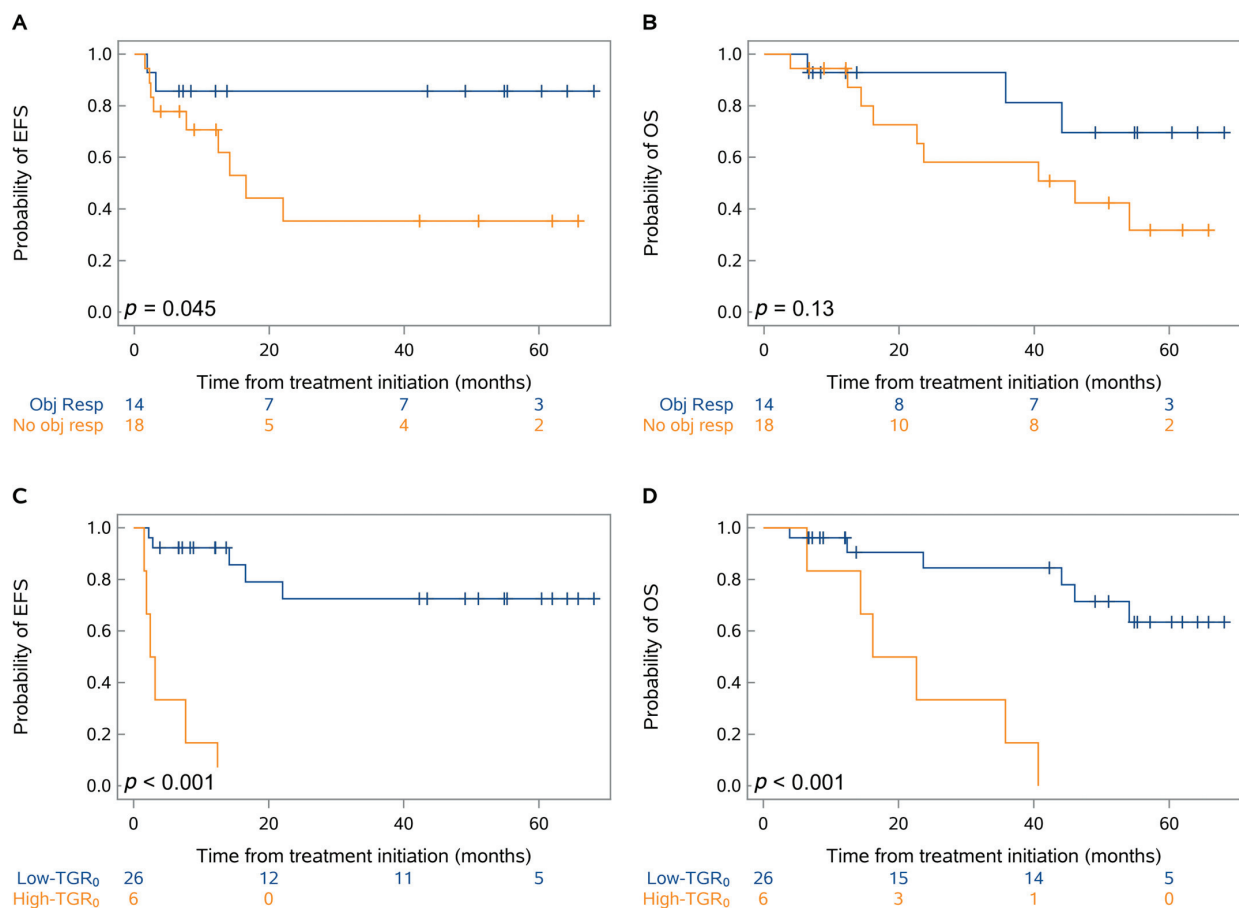 A
1.0
0.8
0.6
0.4
0.2
0.0
Probability of EFS
p = 0.045
0 20 40 60
Time from treatment initiation (months)
Obj Resp 14 7 7 3
No obj resp 18 5 4 2
B
1.0
0.8
0.6
0.4
0.2
0.0
Probability of OS
p = 0.13
0 20 40 60
Time from treatment initiation (months)
Obj Resp 14 8 7 3
No obj resp 18 10 8 2
C
1.0
0.8
0.6
0.4
0.2
0.0
Probability of EFS
p < 0.001
0 20 40 60
Time from treatment initiation (months)
Low-TGR₀ 26 12 11 5
High-TGR₀ 6 0
D
1.0
0.8
0.6
0.4
0.2
0.0
Probability of OS
p < 0.001
0 20 40 60
Time from treatment initiation (months)
Low-TGR₀ 26 15 14 5
High-TGR₀ 6 3 1 0